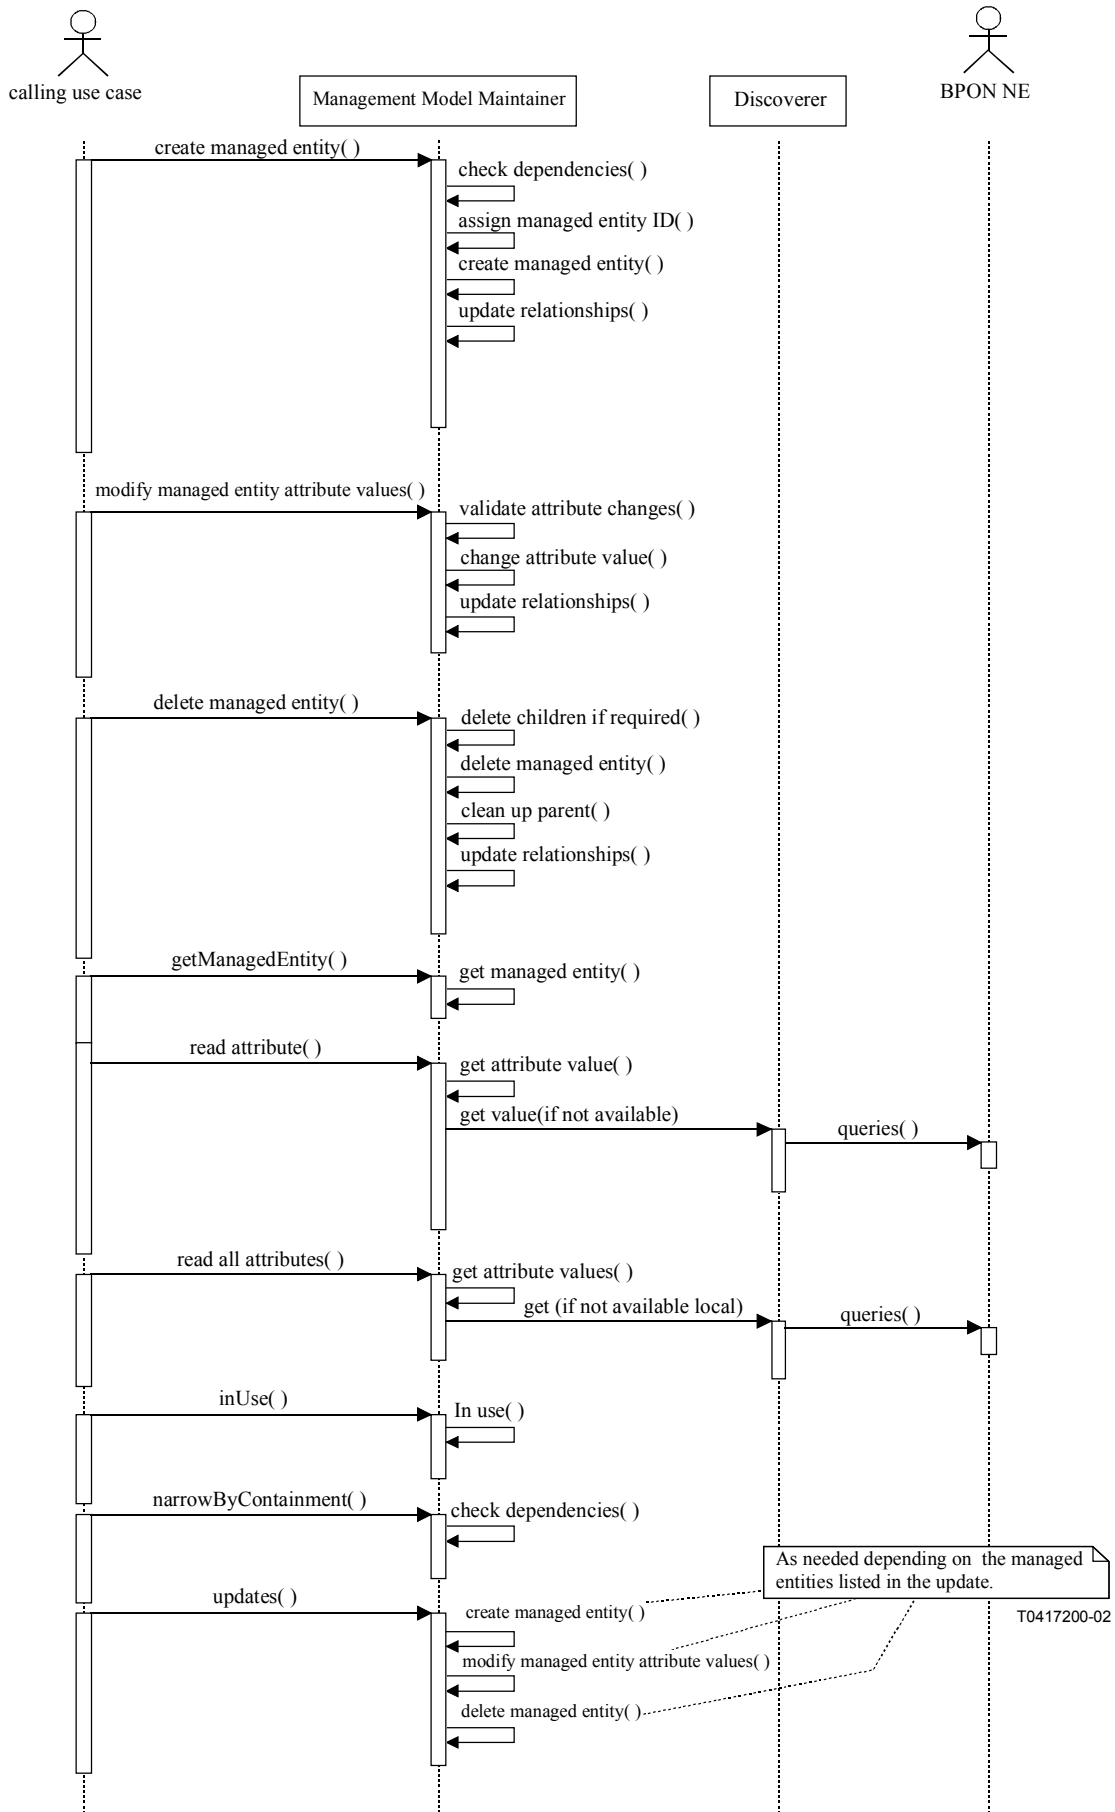 calling use case
Management Model Maintainer
Discoverer
BPON NE
create managed entity( )
check dependencies( )
assign managed entity ID( )
create managed entity( )
update relationships( )
modify managed entity attribute values( )
validate attribute changes( )
change attribute value( )
update relationships( )
delete managed entity( )
delete children if required( )
delete managed entity( )
clean up parent( )
update relationships( )
getManagedEntity( )
get managed entity( )
read attribute( )
get attribute value( )
get value(if not available)
queries( )
read all attributes( )
get attribute values( )
get (if not available local)
queries( )
inUse( )
In use( )
narrowByContainment( )
check dependencies( )
As needed depending on the managed
entities listed in the update.
updates( )
create managed entity( )
T0417200-02
modify managed entity attribute values( )
delete managed entity( )